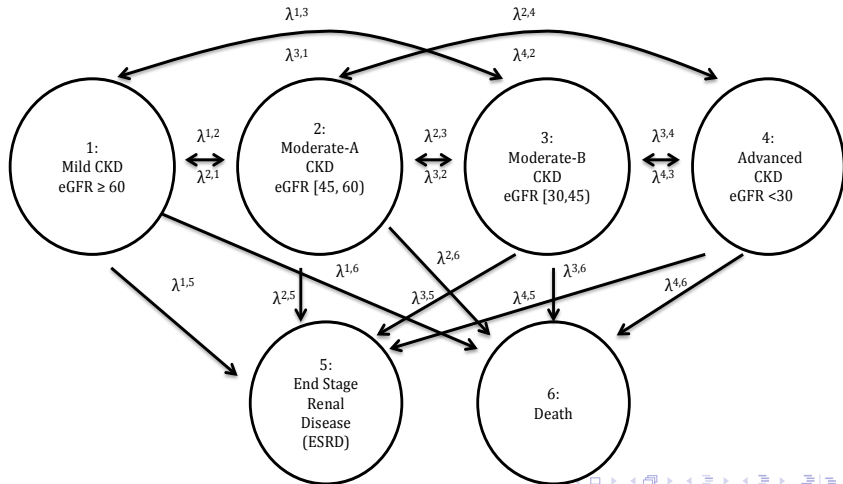 λ1,3
λ2,4
λ3,1
λ4,2
1:
Mild CKD
eGFR ≥ 60
λ1,2
λ2,1
2:
Moderate-A
CKD
eGFR [45, 60)
λ2,3
λ3,2
3:
Moderate-B
CKD
eGFR [30,45)
λ3,4
λ4,3
4:
Advanced
CKD
eGFR <30
λ1,5
λ2,5
λ1,6
λ3,5
λ2,6
λ4,5
λ3,6
λ4,6
5:
End Stage
Renal
Disease
(ESRD)
6:
Death